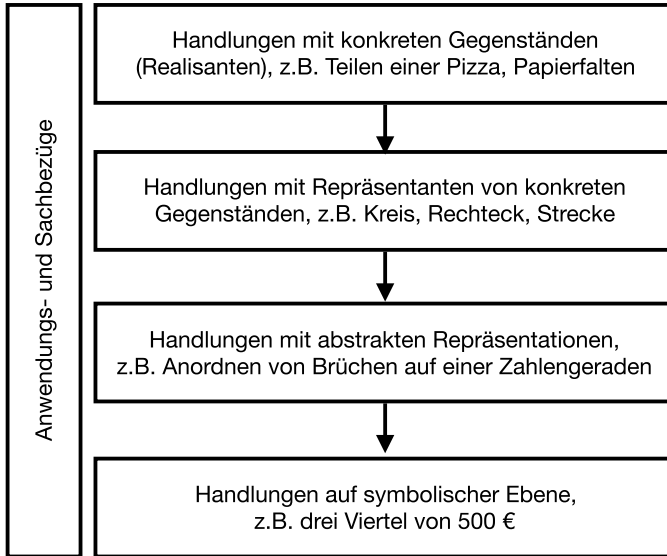 Anwendungs- und Sachbezüge
Handlungen mit konkreten Gegenständen
(Realisanten), z.B. Teilen einer Pizza, Papierfalten
Handlungen mit Repräsentanten von konkreten
Gegenständen, z.B. Kreis, Rechteck, Strecke
Handlungen mit abstrakten Repräsentationen,
z.B. Anordnen von Brüchen auf einer Zahlengeraden
Handlungen auf symbolischer Ebene,
z.B. drei Viertel von 500 €